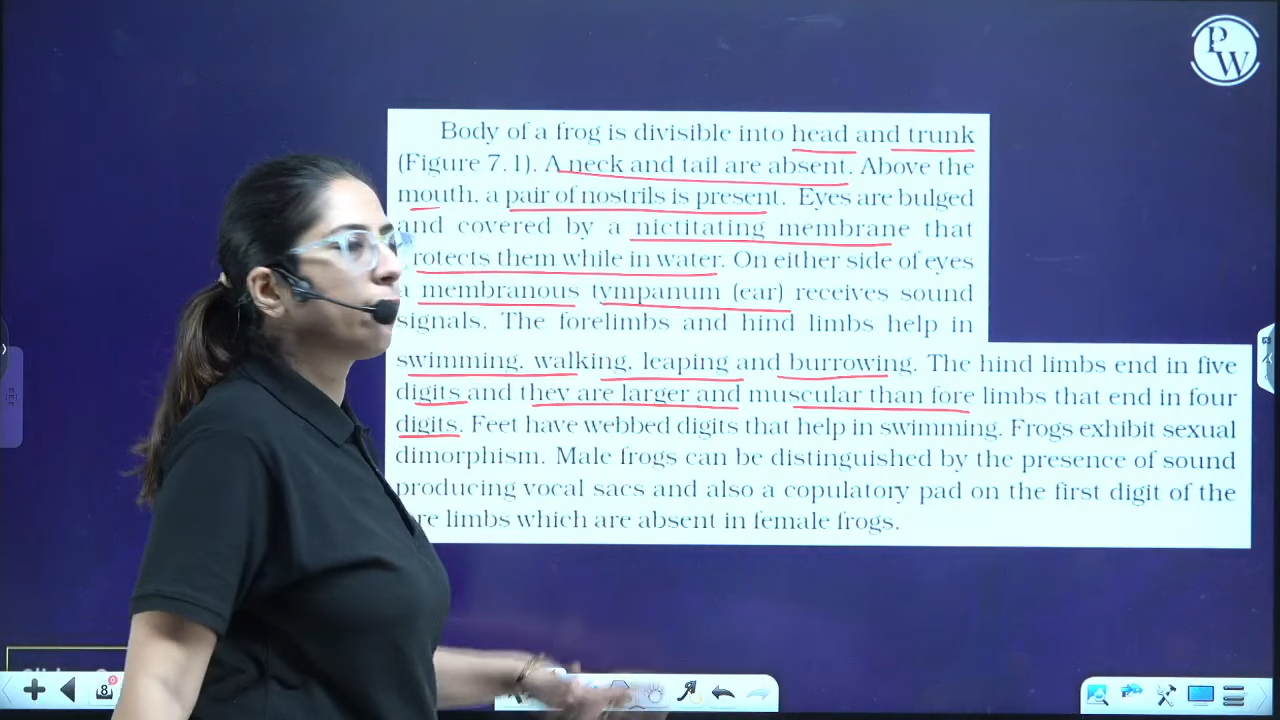 PW
Body of a frog is divisible into head and trunk
(Figure 7.1). A neck and tail are absent. Above the
mouth, a pair of nostrils is present. Eyes are bulged
and covered by a nictitating membrane that
rotects them while in water. On either side of eyes
a membranous tympanum (ear) receives sound
signals. The forelimbs and hind limbs help in
swimming, walking, leaping and burrowing. The hind limbs end in five
digits and they are larger and muscular than fore limbs that end in four
digits. Feet have webbed digits that help in swimming. Frogs exhibit sexual
dimorphism. Male frogs can be distinguished by the presence of sound
producing vocal sacs and also a copulatory pad on the first digit of the
re limbs which are absent in female frogs.
8
0